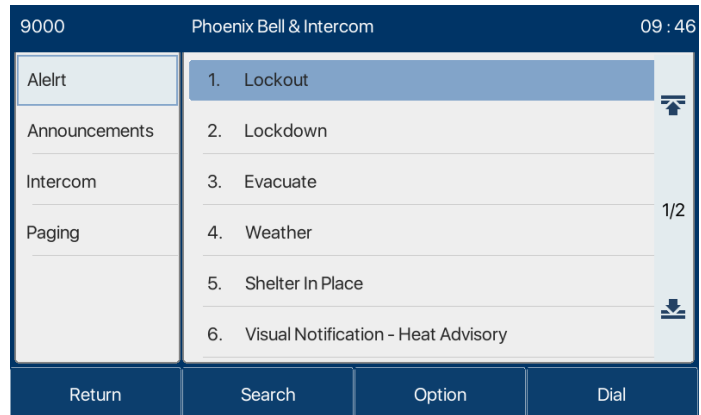 9000 Phoenix Bell & Intercom 09 : 46
Alelrt
Announcements
Intercom
Paging
1. Lockout
2. Lockdown
3. Evacuate
4. Weather
5. Shelter In Place
6. Visual Notification - Heat Advisory
1/2
Return Search Option Dial